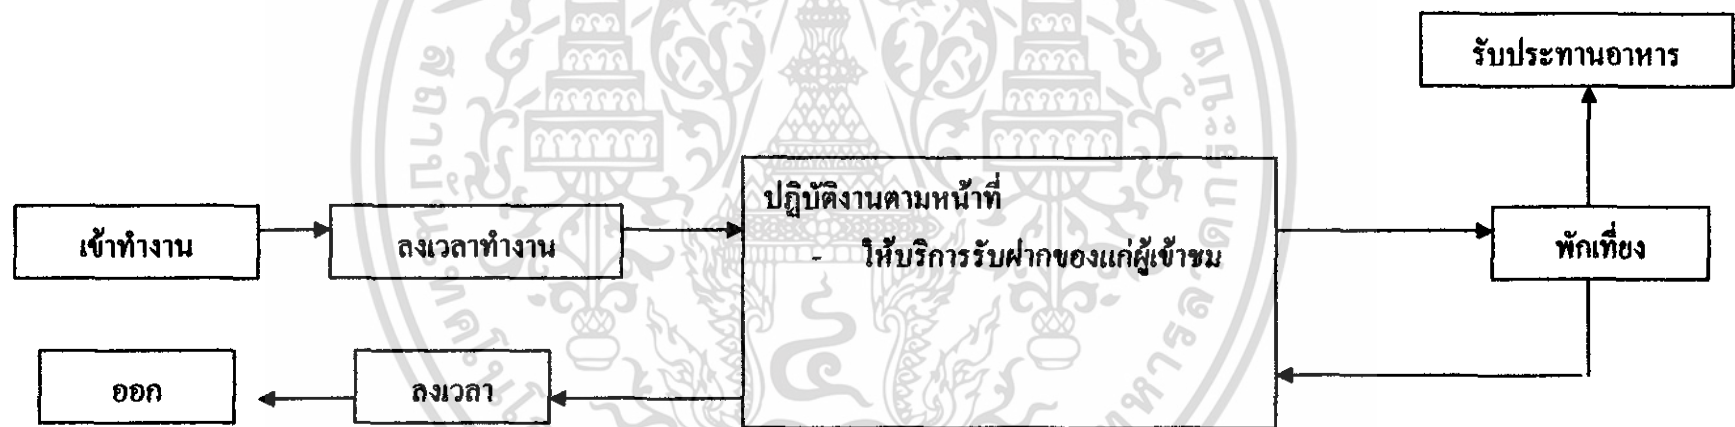 รับประทานอาหาร
เข้าทำงาน
ลงเวลาทำงาน
ปฏิบัติงานตามหน้าที่
- ให้บริการรับฝากของแก่ผู้เข้าชม
พักเที่ยง
ออก
ลงเวลา